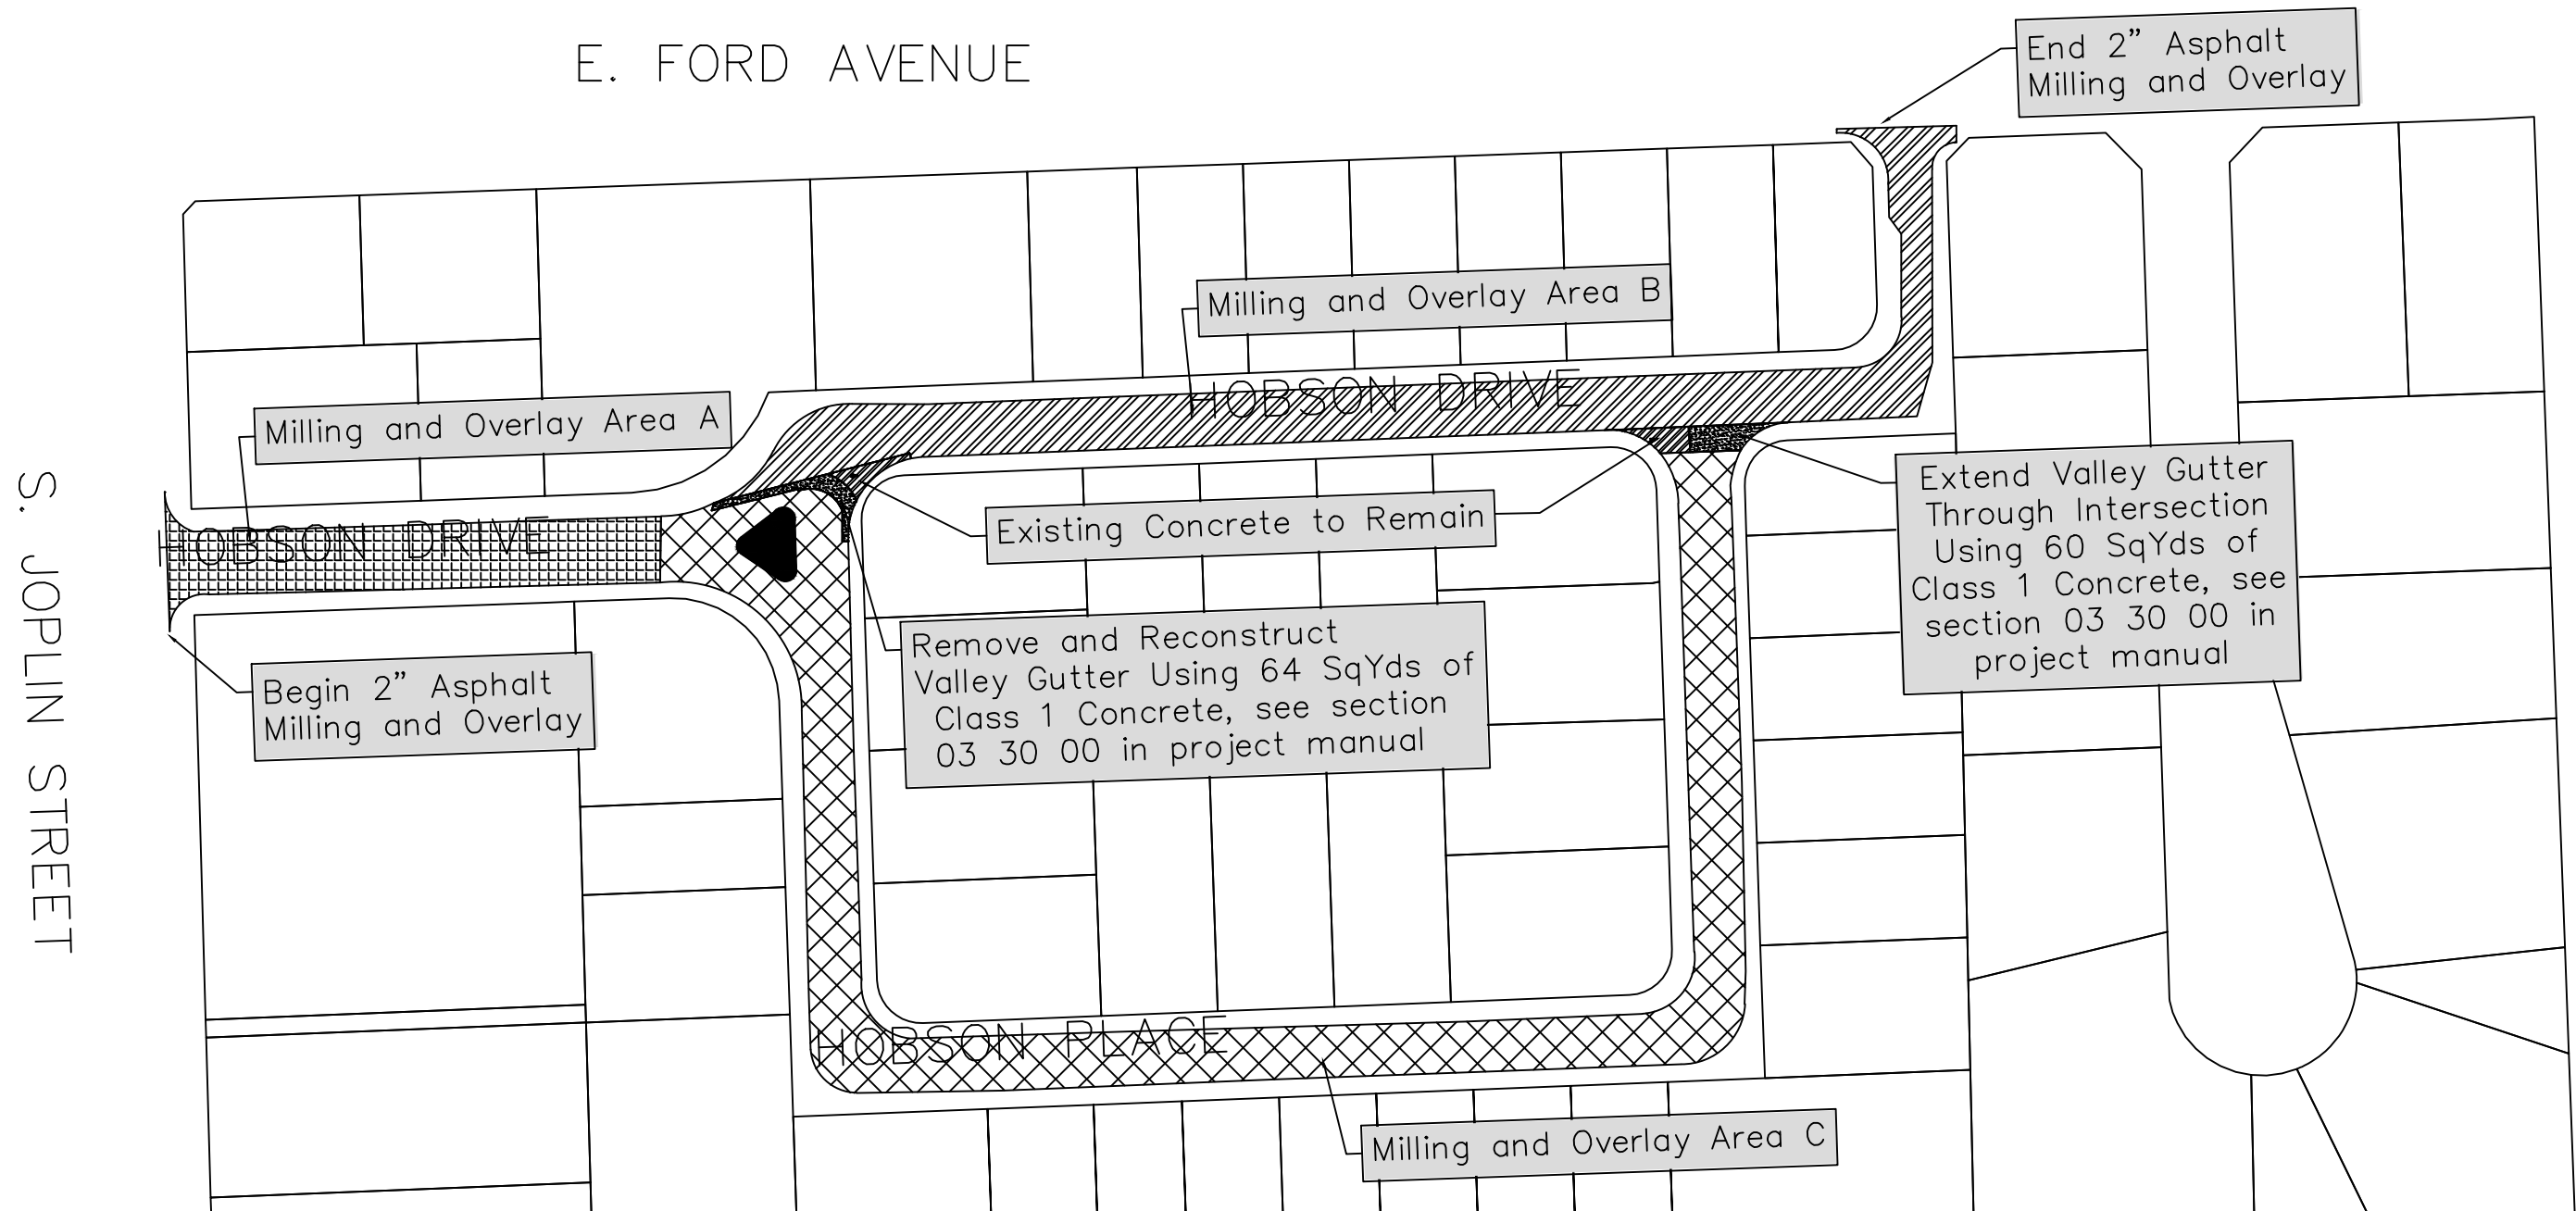 E. FORD AVENUE
End 2” Asphalt
Milling and Overlay
Milling and Overlay Area B
HOBSON DRIVE
Milling and Overlay Area A
HOBSON DRIVE
S. JOPLIN STREET
Existing Concrete to Remain
Extend Valley Gutter
Through Intersection
Using 60 SqYds of
Class 1 Concrete, see
section 03 30 00 in
project manual
Remove and Reconstruct
Valley Gutter Using 64 SqYds of
Class 1 Concrete, see section
03 30 00 in project manual
Begin 2” Asphalt
Milling and Overlay
HOBSON PLACE
Milling and Overlay Area C